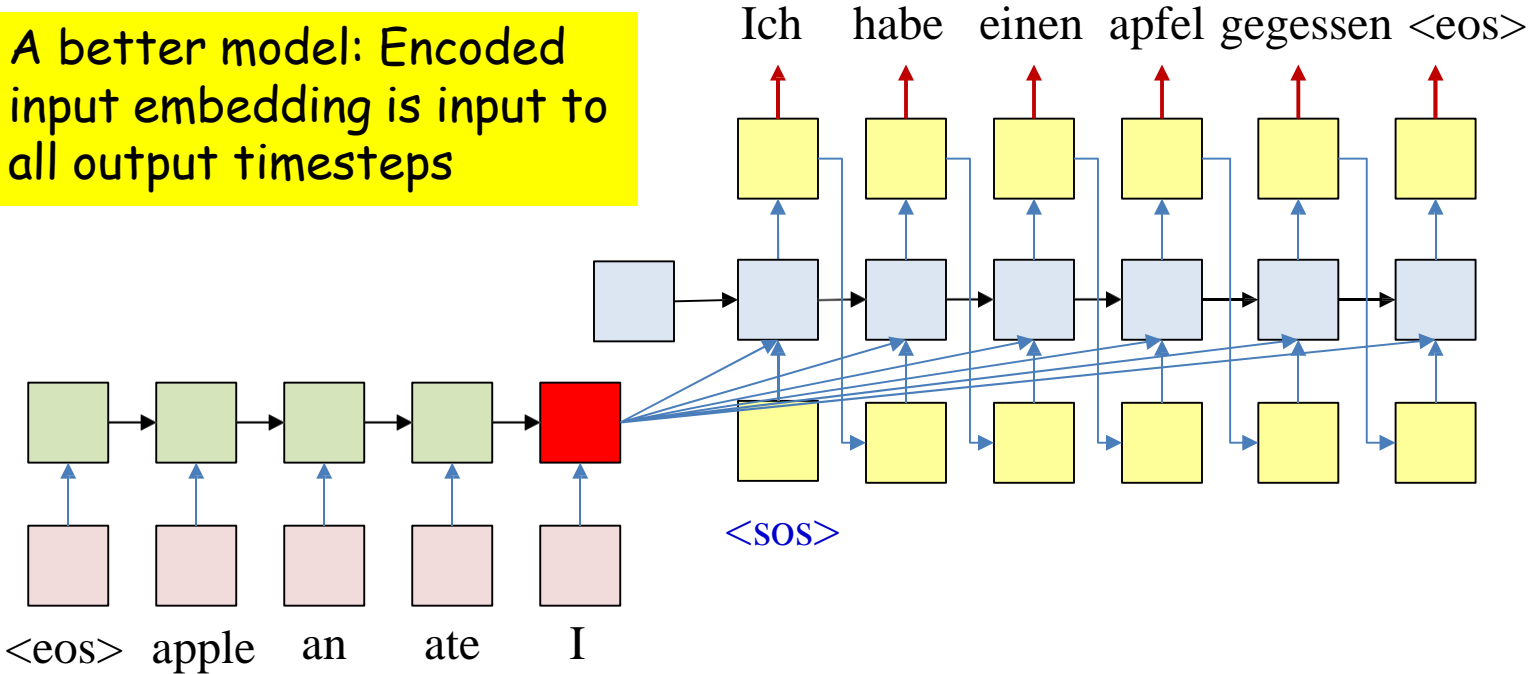 A better model: Encoded
input embedding is input to
all output timesteps
Ich habe einen apfel gegessen <eos>
<sos>
<eos> apple an ate I